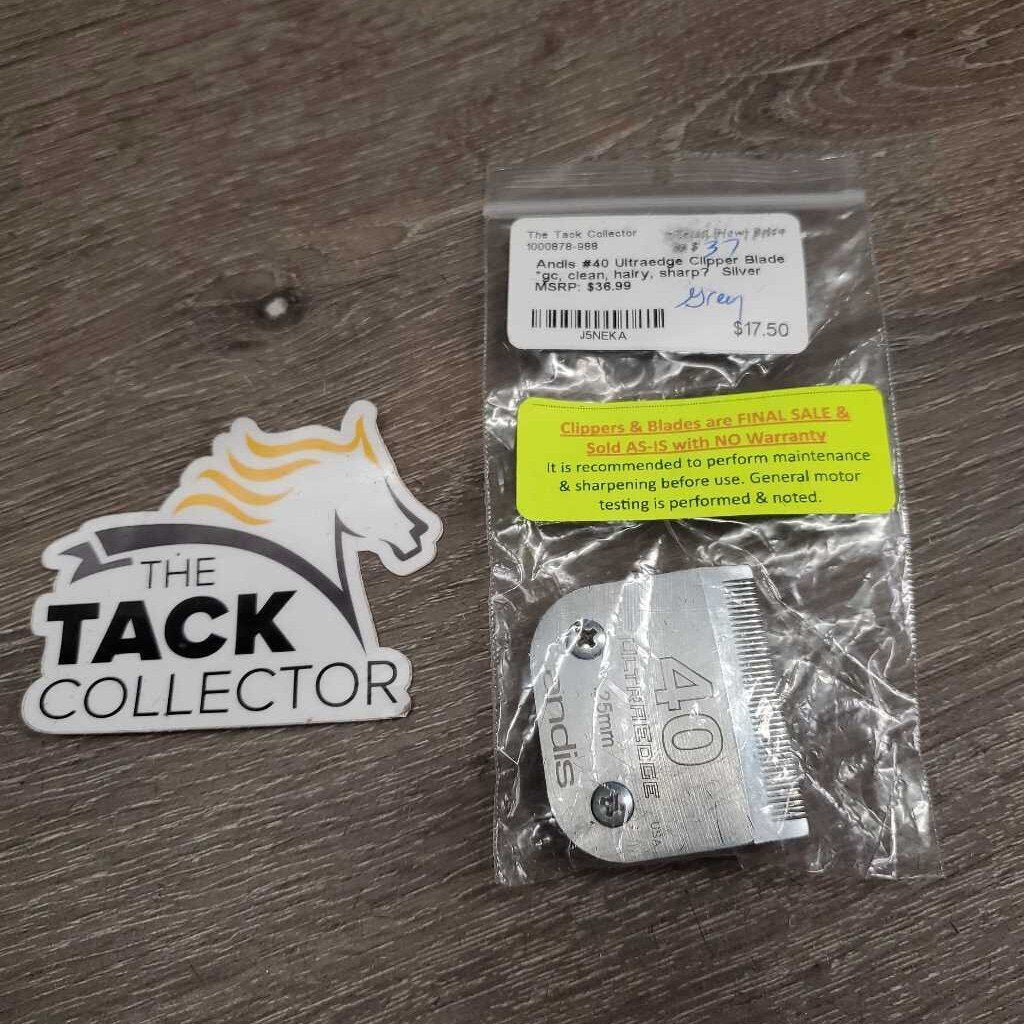 THE
TACK
COLLECTOR
The Tack Collector
1000878-988
$37
Andis #40 Ultraedge Clipper Blade
*gc, clean, hairy, sharp? Silver
MSRP: $36.99
Grey
J5NEKA
$17.50
Clippers & Blades are FINAL SALE &
Sold AS-IS with NO Warranty
It is recommended to perform maintenance
& sharpening before use. General motor
testing is performed & noted.
40
ULTRAEDGE
USA
.25mm
andis